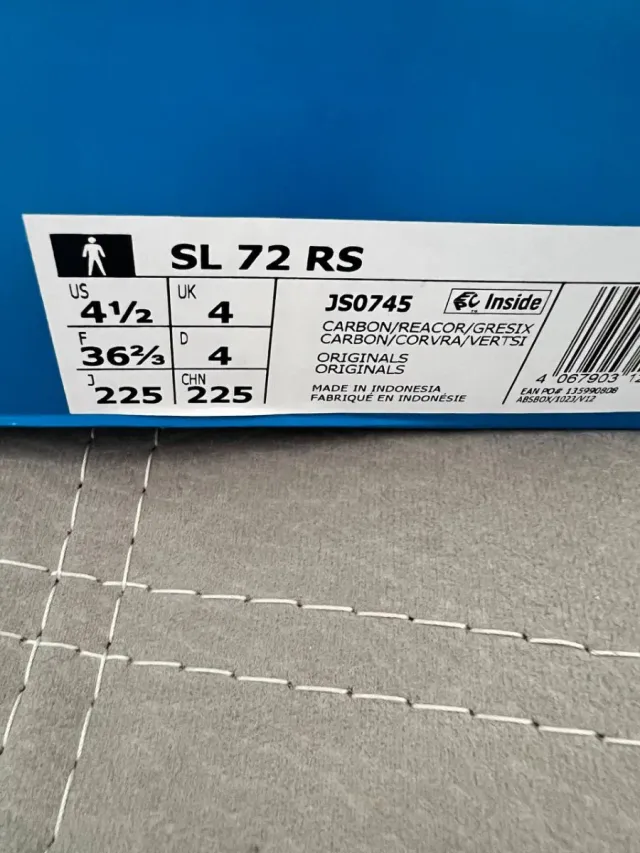 SL 72 RS
US 4½ UK 4
F 36⅔ D 4
J 225 CHN 225
JS0745 Inside
CARBON/REACOR/GRESIX
CARBON/CORVRA/VERTSI
ORIGINALS
ORIGINALS
MADE IN INDONESIA
FABRIQUÉ EN INDONÉSIE
4 067903 12
EAN PO# 135990808
ABSBOX/1023/V12